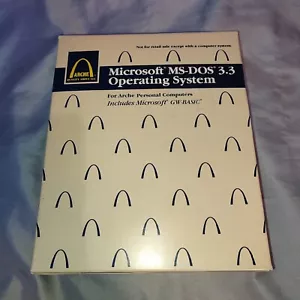 Not for retail sale except with a computer system.
ARCHE
Microsoft® MS-DOS® 3.3
Operating System
For Arche Personal Computers
Includes Microsoft® GW-BASIC®